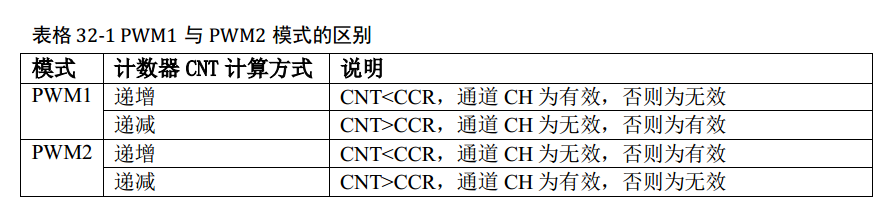 表格 32-1 PWM1 与 PWM2 模式的区别
模式 计数器 CNT 计算方式 说明
PWM1 递增 CNT<CCR，通道 CH 为有效，否则为无效
递减 CNT>CCR，通道 CH 为无效，否则为有效
PWM2 递增 CNT<CCR，通道 CH 为无效，否则为有效
递减 CNT>CCR，通道 CH 为有效，否则为无效